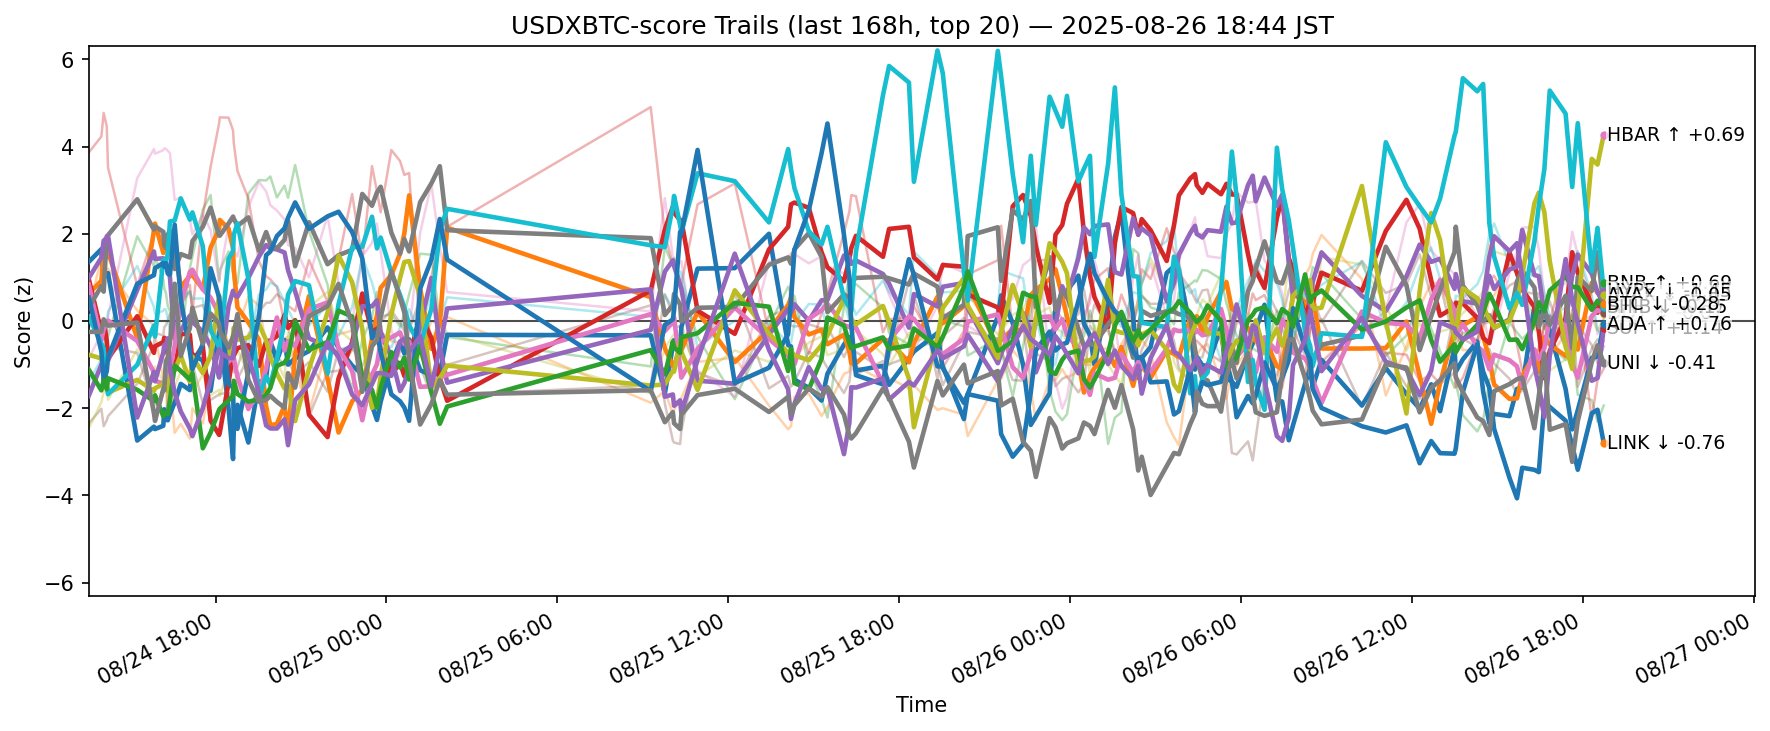 USDXBTC-score Trails (last 168h, top 20) — 2025-08-26 18:44 JST
Score (z)
6
4
2
0
−2
−4
−6
HBAR ↑ +0.69
BNB ↑ +0.69
BTC ↓ -0.28
ADA ↑ +0.76
UNI ↓ -0.41
LINK ↓ -0.76
08/24 18:00
08/25 00:00
08/25 06:00
08/25 12:00
08/25 18:00
08/26 00:00
08/26 06:00
08/26 12:00
08/26 18:00
08/27 00:00
Time